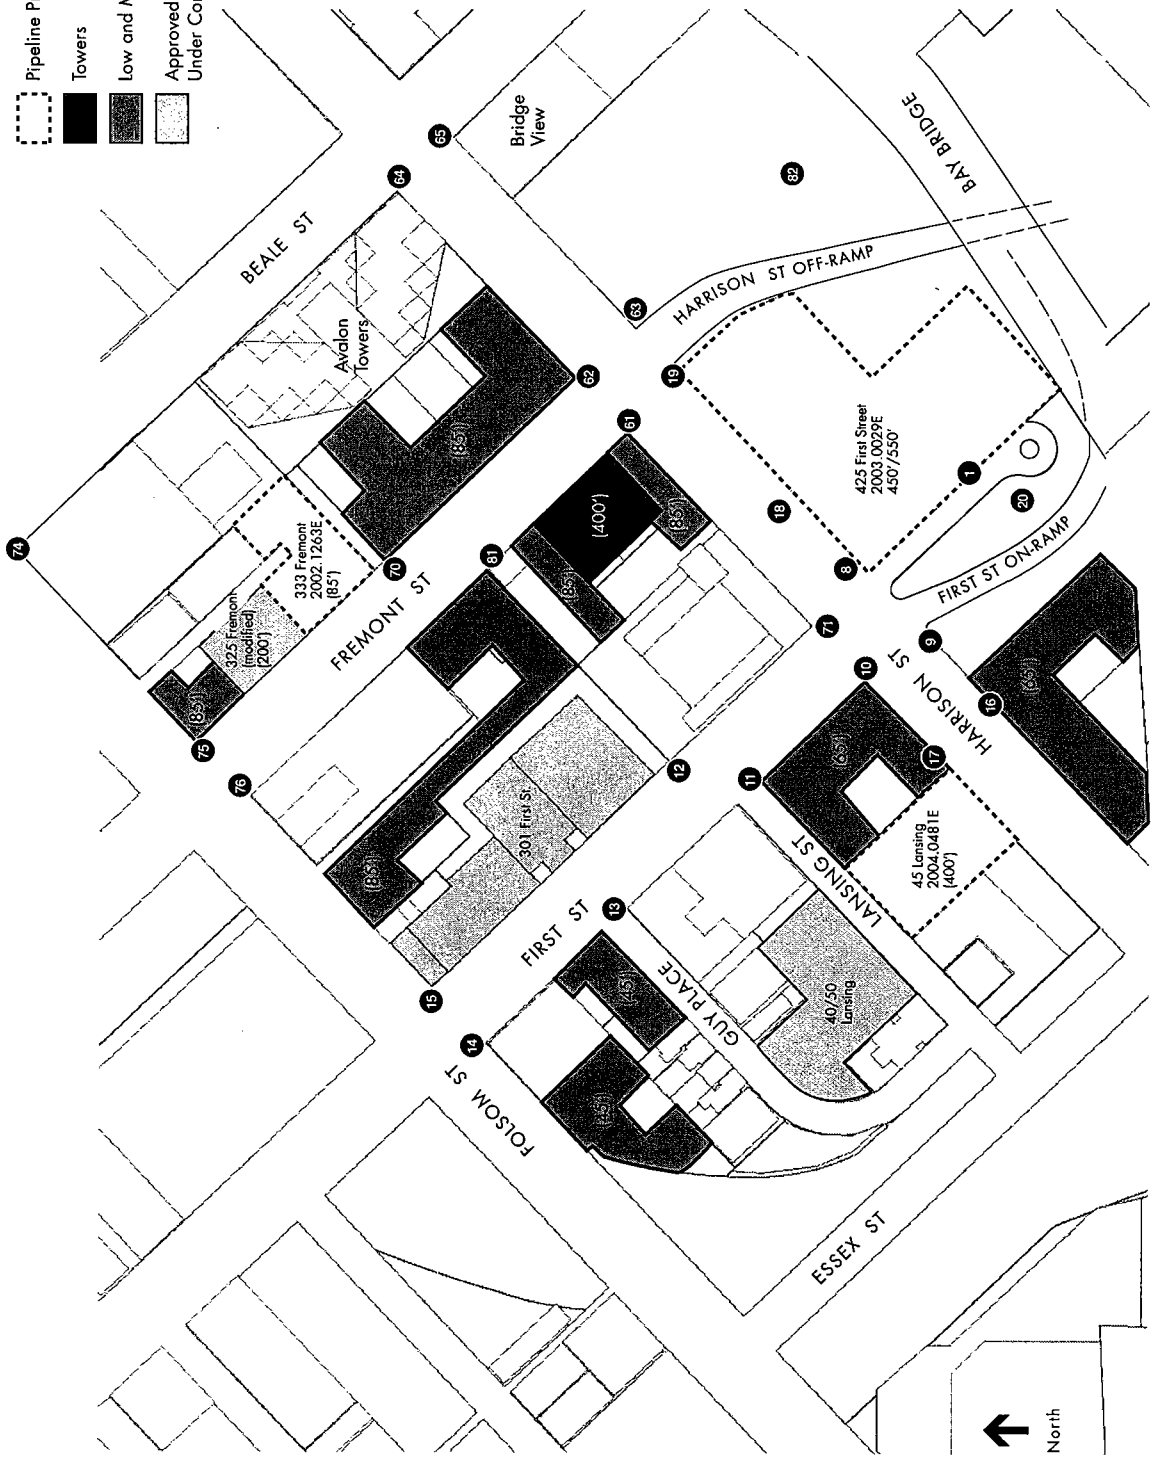 Pipeline P
Towers
Low and M
Approved
Under Con
65
Bridge
View
82
64
BEALE ST
BAY BRIDGE
HARRISON ST OFF-RAMP
63
Avalon
Towers
19
62
61
(85')
425 First Street
2003.0029E
450'/550'
1
20
18
8
FIRST ST ON-RAMP
(400')
(85')
(85')
74
333 Fremont
2002.1263E
(85')
70
81
325 Fremont
(modified)
(200')
FREMONT ST
(85')
75
76
71
9
10
HARRISON ST
16
(65')
17
(65')
11
12
301 First St
45 Lansing
2004.0481E
(400')
LANSING ST
(85')
FIRST ST
13
15
14
GUY PLACE
(45')
40/50
Lansing
(45')
FOLSOM ST
ESSEX ST
North